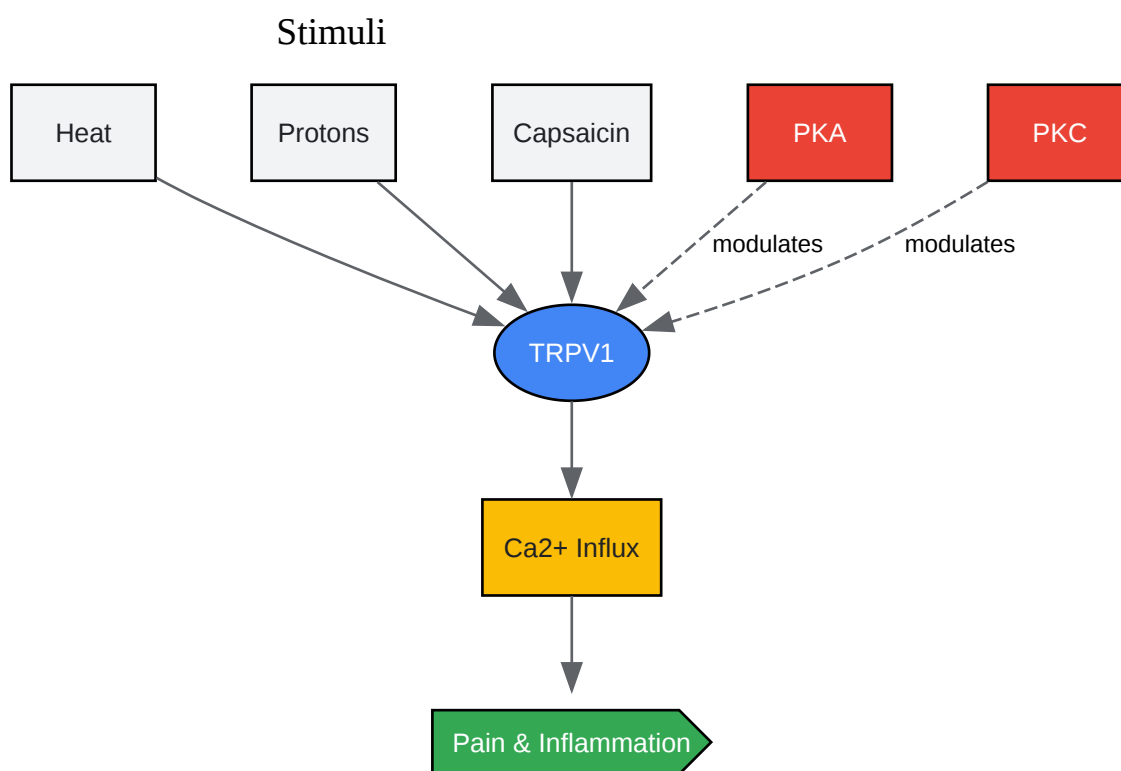 Stimuli
Heat
Protons
Capsaicin
PKA
PKC
modulates
modulates
TRPV1
Ca2+ Influx
Pain & Inflammation